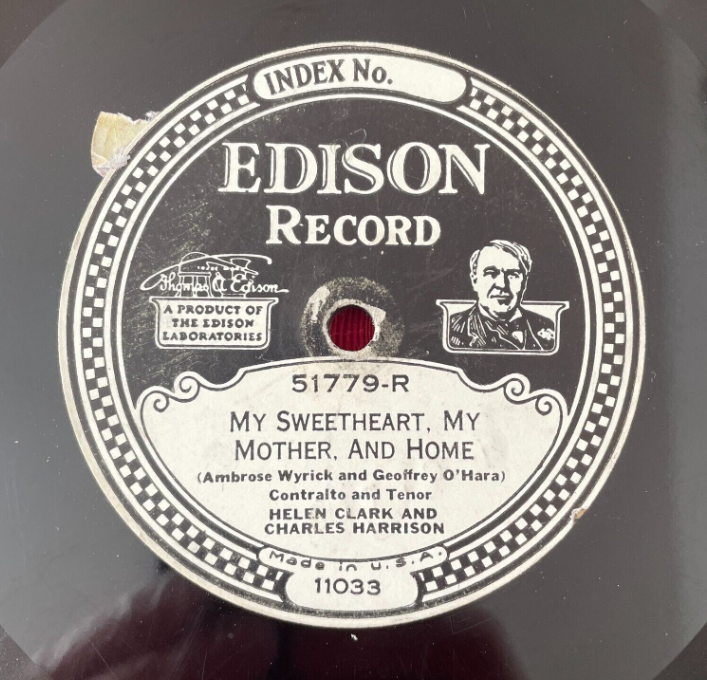 INDEX No.
EDISON
RECORD
Thomas A Edison
A PRODUCT OF
THE EDISON
LABORATORIES
51779-R
MY SWEETHEART, MY
MOTHER, AND HOME
(Ambrose Wyrick and Geoffrey O'Hara)
Contralto and Tenor
HELEN CLARK AND
CHARLES HARRISON
Made in U.S.A.
11033